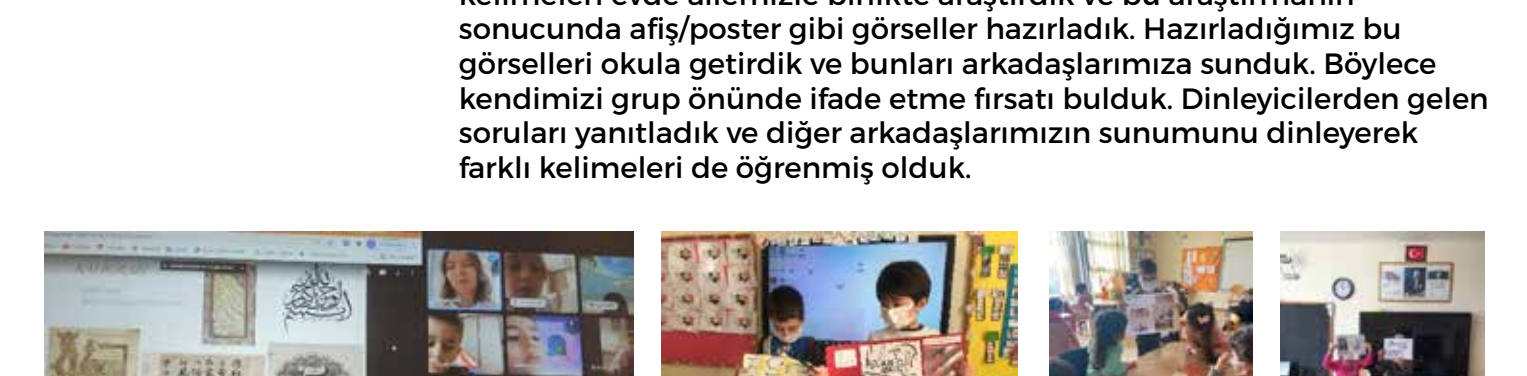 sonucunda afiş/poster gibi görseller hazırladık. Hazırladığımız bu
görselleri okula getirdik ve bunları arkadaşlarımıza sunduk. Böylece
kendimizi grup önünde ifade etme fırsatı bulduk. Dinleyicilerden gelen
soruları yanıtladık ve diğer arkadaşlarımızın sunumunu dinleyerek
farklı kelimeleri de öğrenmiş olduk.